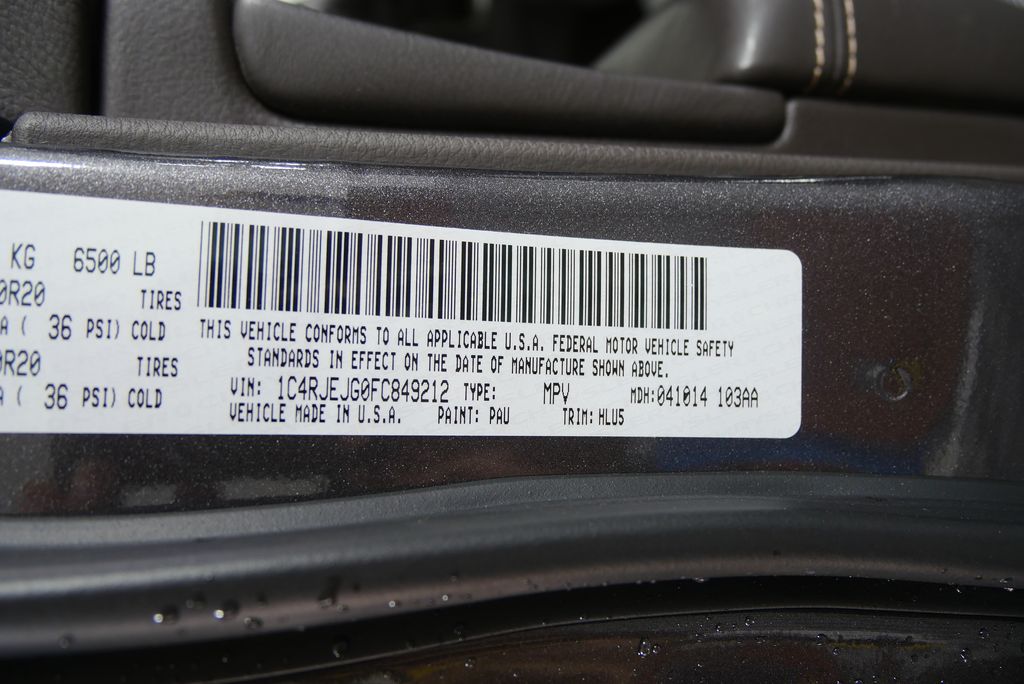 KG 6500 LB
0R20 TIRES
A ( 36 PSI) COLD
0R20 TIRES
A ( 36 PSI) COLD
THIS VEHICLE CONFORMS TO ALL APPLICABLE U.S.A. FEDERAL MOTOR VEHICLE SAFETY
STANDARDS IN EFFECT ON THE DATE OF MANUFACTURE SHOWN ABOVE.
VIN: 1C4RJEJG0FC849212 TYPE: MPV MDH:041014 103AA
VEHICLE MADE IN U.S.A. PAINT: PAU TRIM: HLU5